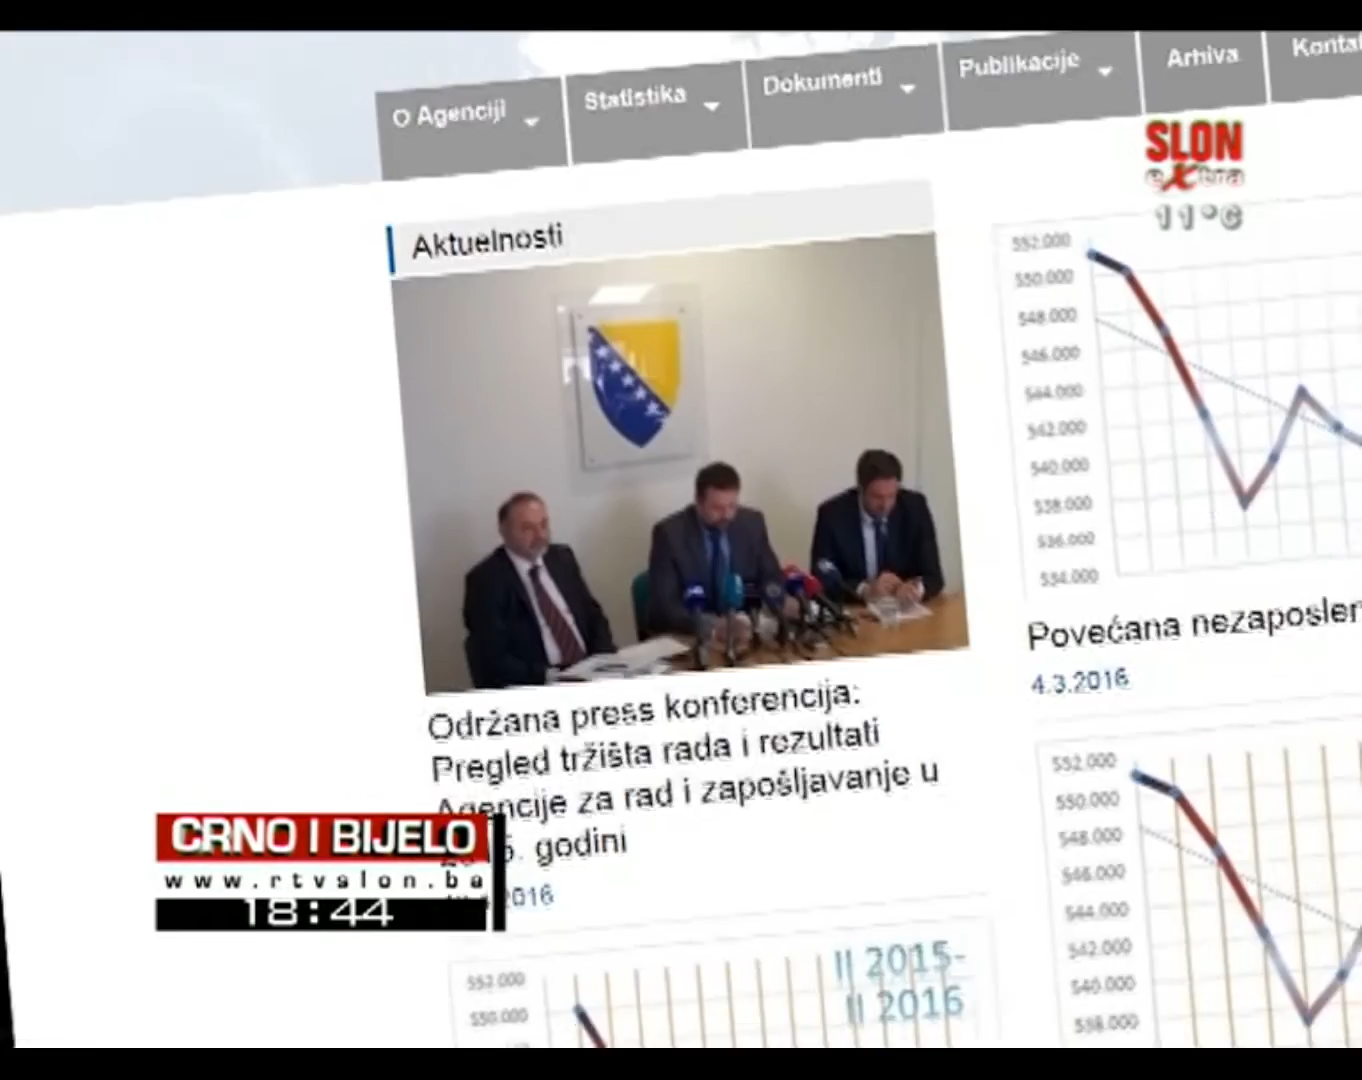 O Agenciji
Statistika
Dokumenti
Publikacije
Arhiva
SLON
eXtra
11°C
Aktuelnosti
552.000
550.000
548.000
546.000
544.000
542.000
540.000
538.000
536.000
534.000
Održana press konferencija:
Pregled tržišta rada i rezultati
Agencije za rad i zapošljavanje u
godini
2016
Povećana nezaposlen
4.3.2016
552.000
550.000
548.000
546.000
544.000
542.000
540.000
538.000
CRNO I BIJELO
www.rtvslon.ba
18:44
552.000
550.000
II 2015-
II 2016